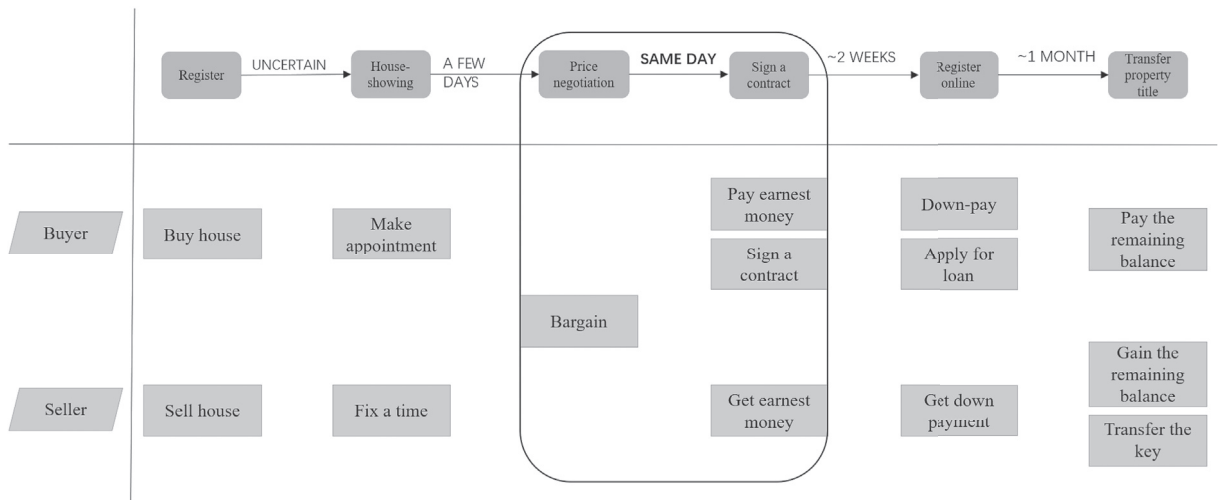 Register
UNCERTAIN
House-
showing
A FEW
DAYS
Price
negotiation
SAME DAY
Sign a
contract
~2 WEEKS
Register
online
~1 MONTH
Transfer
property
title
Buyer
Buy house
Make
appointment
Pay earnest
money
Sign a
contract
Down-pay
Apply for
loan
Pay the
remaining
balance
Bargain
Seller
Sell house
Fix a time
Get earnest
money
Get down
payment
Gain the
remaining
balance
Transfer the
key